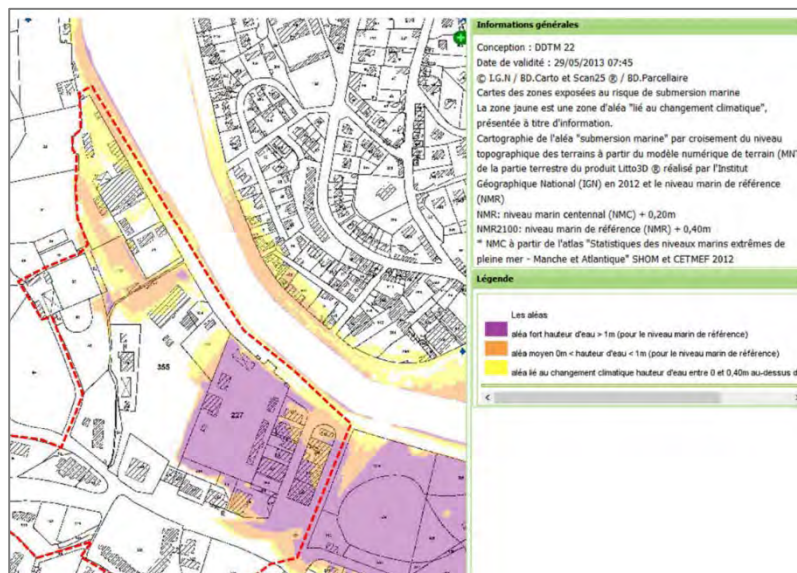 Informations générales
Conception : DDTM 22
Date de validité : 29/05/2013 07:45
© I.G.N / BD.Carto et Scan25 ® / BD.Parcellaire
Cartes des zones exposées au risque de submersion marine
La zone jaune est une zone d'aléa "lié au changement climatique",
présentée à titre d'information.
Cartographie de l'aléa "submersion marine" par croisement du niveau
topographique des terrains à partir du modèle numérique de terrain (MNT
de la partie terrestre du produit Litto3D ® réalisé par l'Institut
Géographique National (IGN) en 2012 et le niveau marin de référence
(NMR)
NMR: niveau marin centennal (NMC) + 0,20m
NMR2100: niveau marin de référence (NMR) + 0,40m
* NMC à partir de l'atlas "Statistiques des niveaux marins extrêmes de
pleine mer - Manche et Atlantique" SHOM et CETMEF 2012
Légende
Les aléas
aléa fort hauteur d'eau > 1m (pour le niveau marin de référence)
aléa moyen 0m < hauteur d'eau < 1m (pour le niveau marin de référence)
aléa lié au changement climatique hauteur d'eau entre 0 et 0,40m au-dessus d
355
227